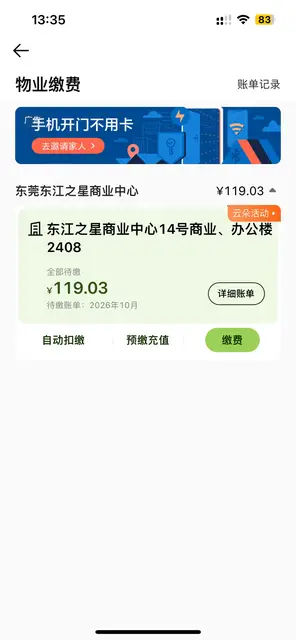 13:35
83
物业缴费
账单记录
广告
手机开门不用卡
去邀请家人 >
东莞东江之星商业中心
¥119.03
云朵活动
东江之星商业中心14号商业、办公楼
2408
全部待缴
¥119.03
待缴账单：2026年10月
详细账单
自动扣缴
预缴充值
缴费